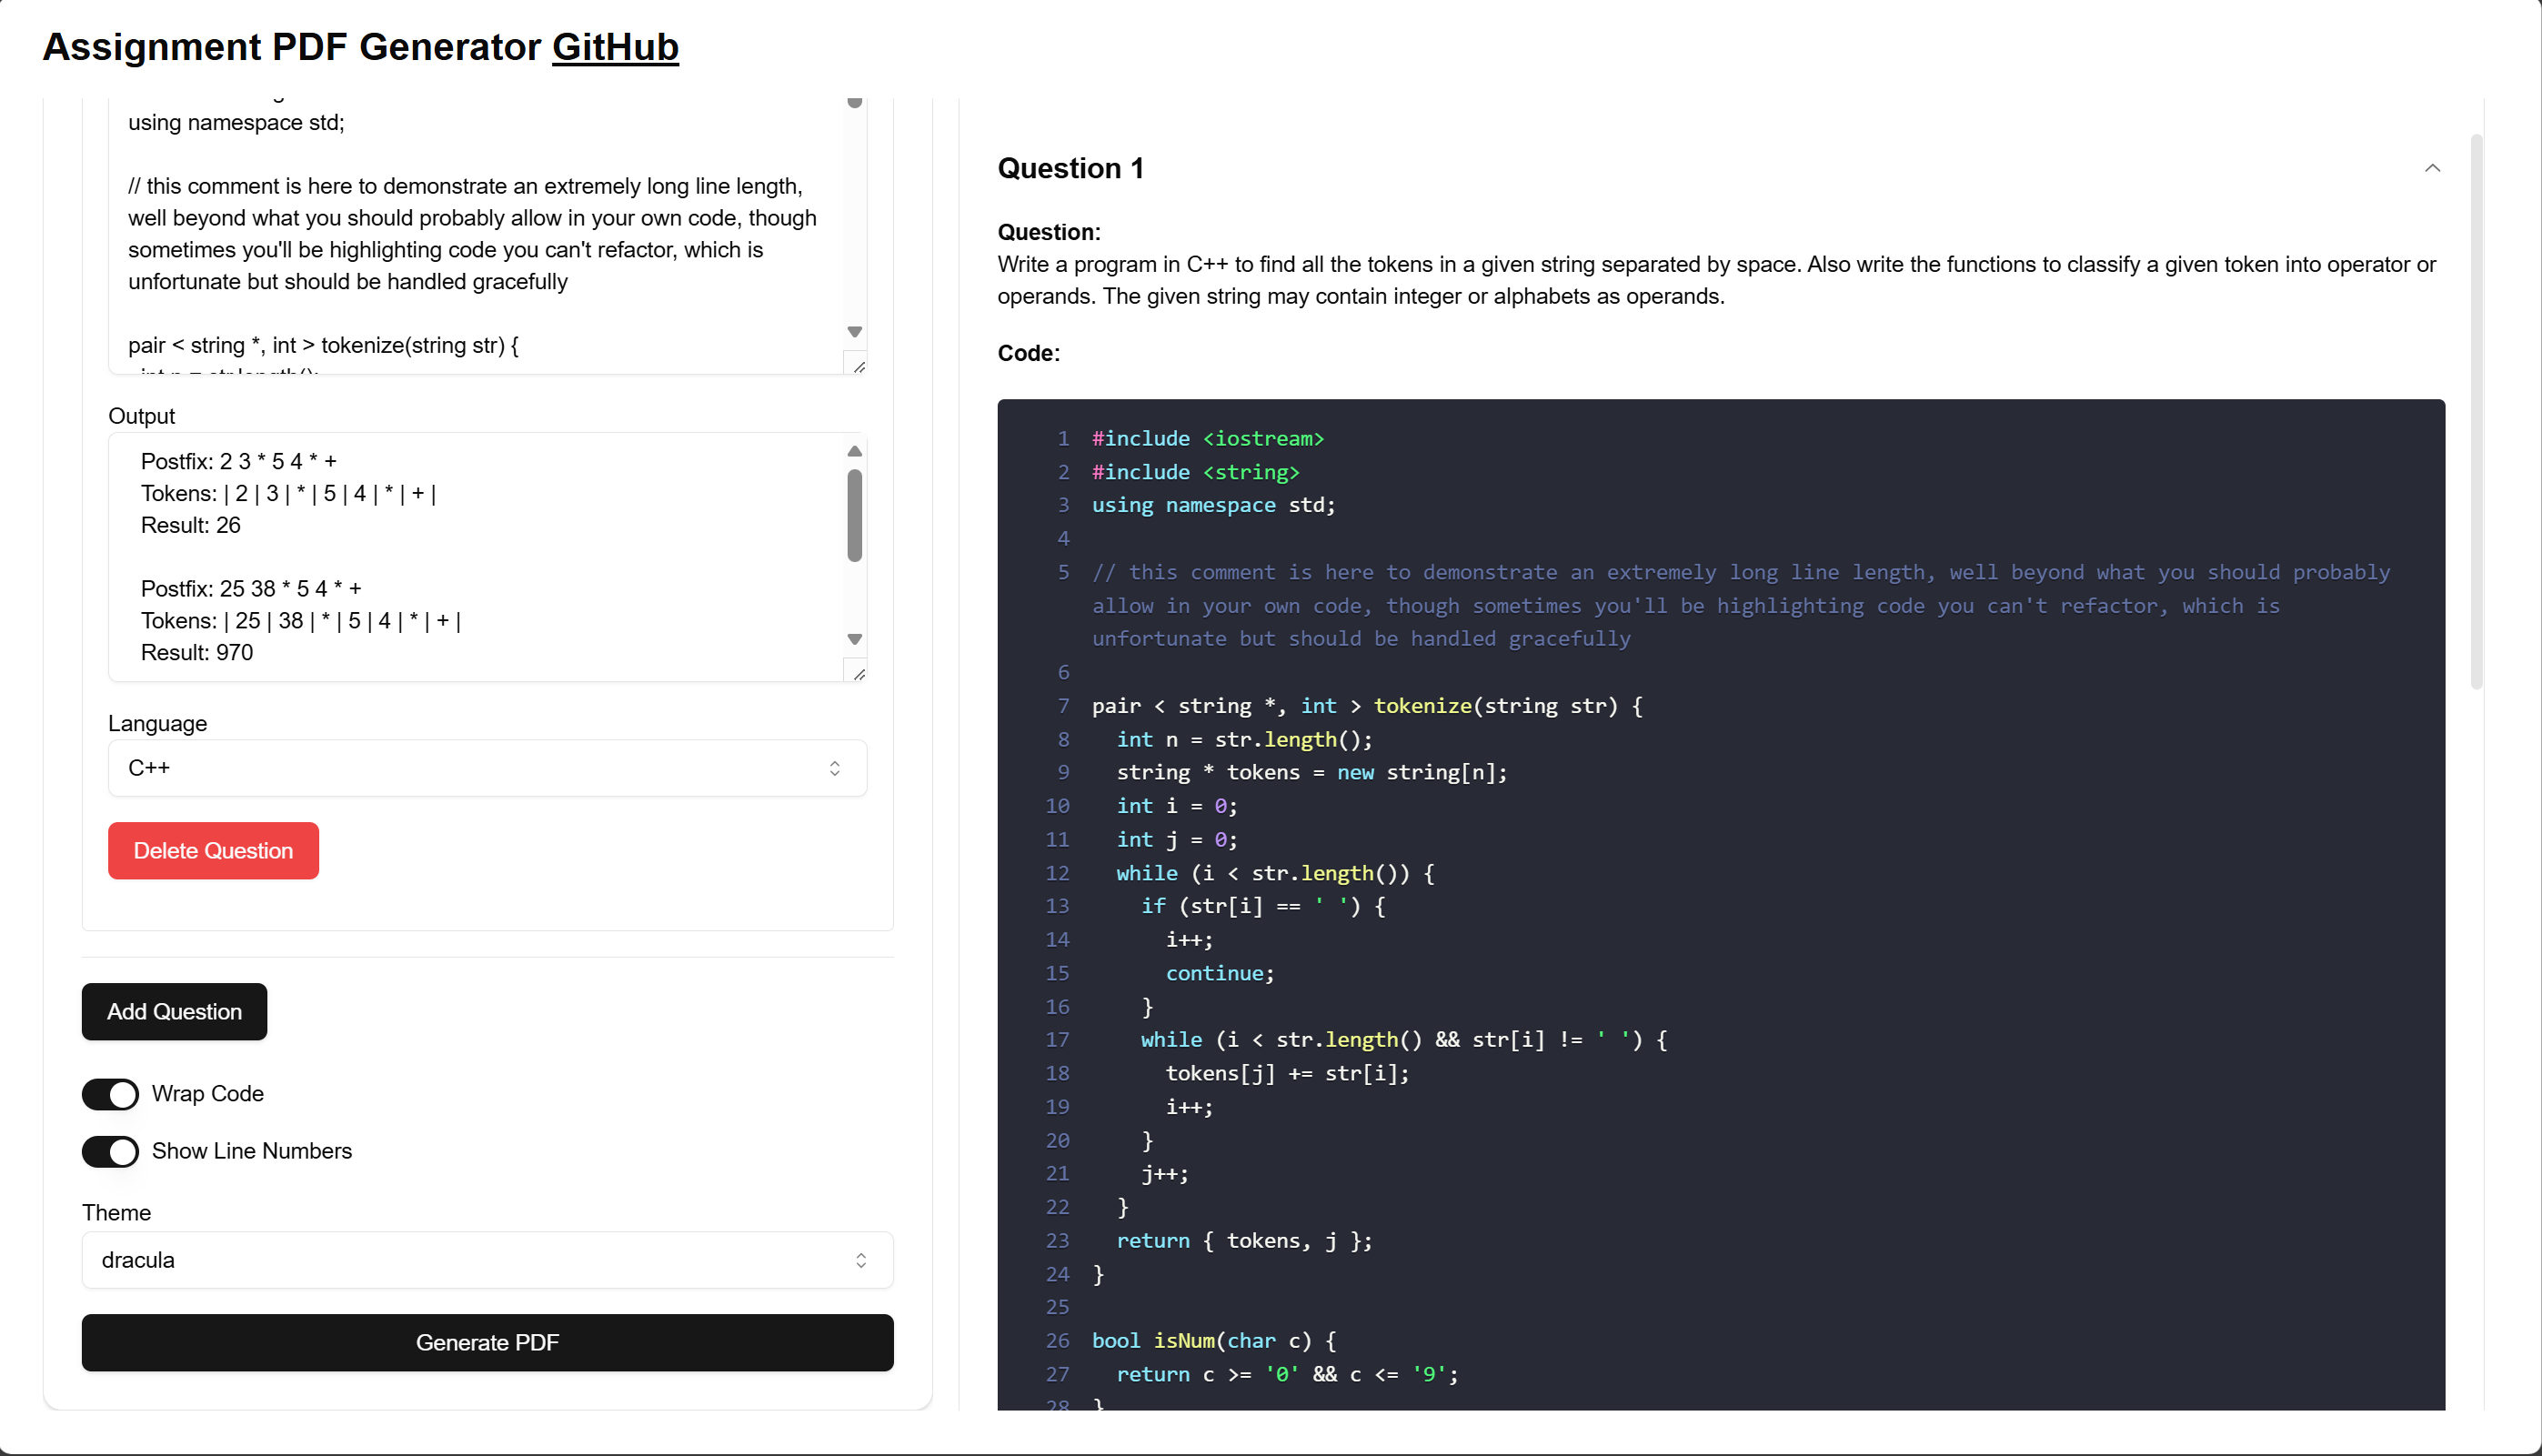 Assignment PDF Generator GitHub
using namespace std;
// this comment is here to demonstrate an extremely long line length,
well beyond what you should probably allow in your own code, though
sometimes you'll be highlighting code you can't refactor, which is
unfortunate but should be handled gracefully
pair < string *, int > tokenize(string str) {
int n = str.length();
Output
Postfix: 2 3 * 5 4 * +
Tokens: | 2 | 3 | * | 5 | 4 | * | + |
Result: 26
Postfix: 25 38 * 5 4 * +
Tokens: | 25 | 38 | * | 5 | 4 | * | + |
Result: 970
Language
C++
Delete Question
Add Question
Wrap Code
Show Line Numbers
Theme
dracula
Generate PDF
Question 1
Question:
Write a program in C++ to find all the tokens in a given string separated by space. Also write the functions to classify a given token into operator or
operands. The given string may contain integer or alphabets as operands.
Code:
1 #include <iostream>
2 #include <string>
3 using namespace std;
4
5 // this comment is here to demonstrate an extremely long line length, well beyond what you should probably
allow in your own code, though sometimes you'll be highlighting code you can't refactor, which is
unfortunate but should be handled gracefully
6
7 pair < string *, int > tokenize(string str) {
8 int n = str.length();
9 string * tokens = new string[n];
10 int i = 0;
11 int j = 0;
12 while (i < str.length()) {
13 if (str[i] == ' ') {
14 i++;
15 continue;
16 }
17 while (i < str.length() && str[i] != ' ') {
18 tokens[j] += str[i];
19 i++;
20 }
21 j++;
22 }
23 return { tokens, j };
24 }
25
26 bool isNum(char c) {
27 return c >= '0' && c <= '9';
28 }